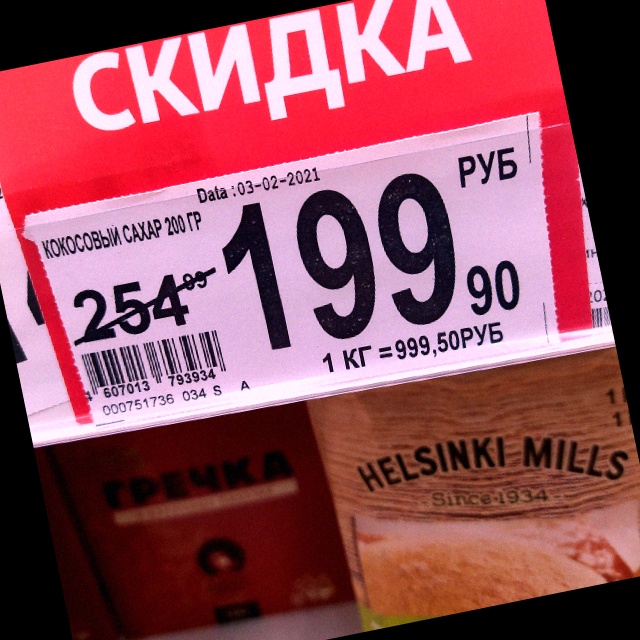 СКИДКА
Data : 03-02-2021
РУБ
КОКОСОВЫЙ САХАР 200 ГР
254 99
199 90
1 КГ = 999,50РУБ
4 607013 793934
000751736 034 S A
ГРЕЧКА
HELSINKI MILLS
Since 1934